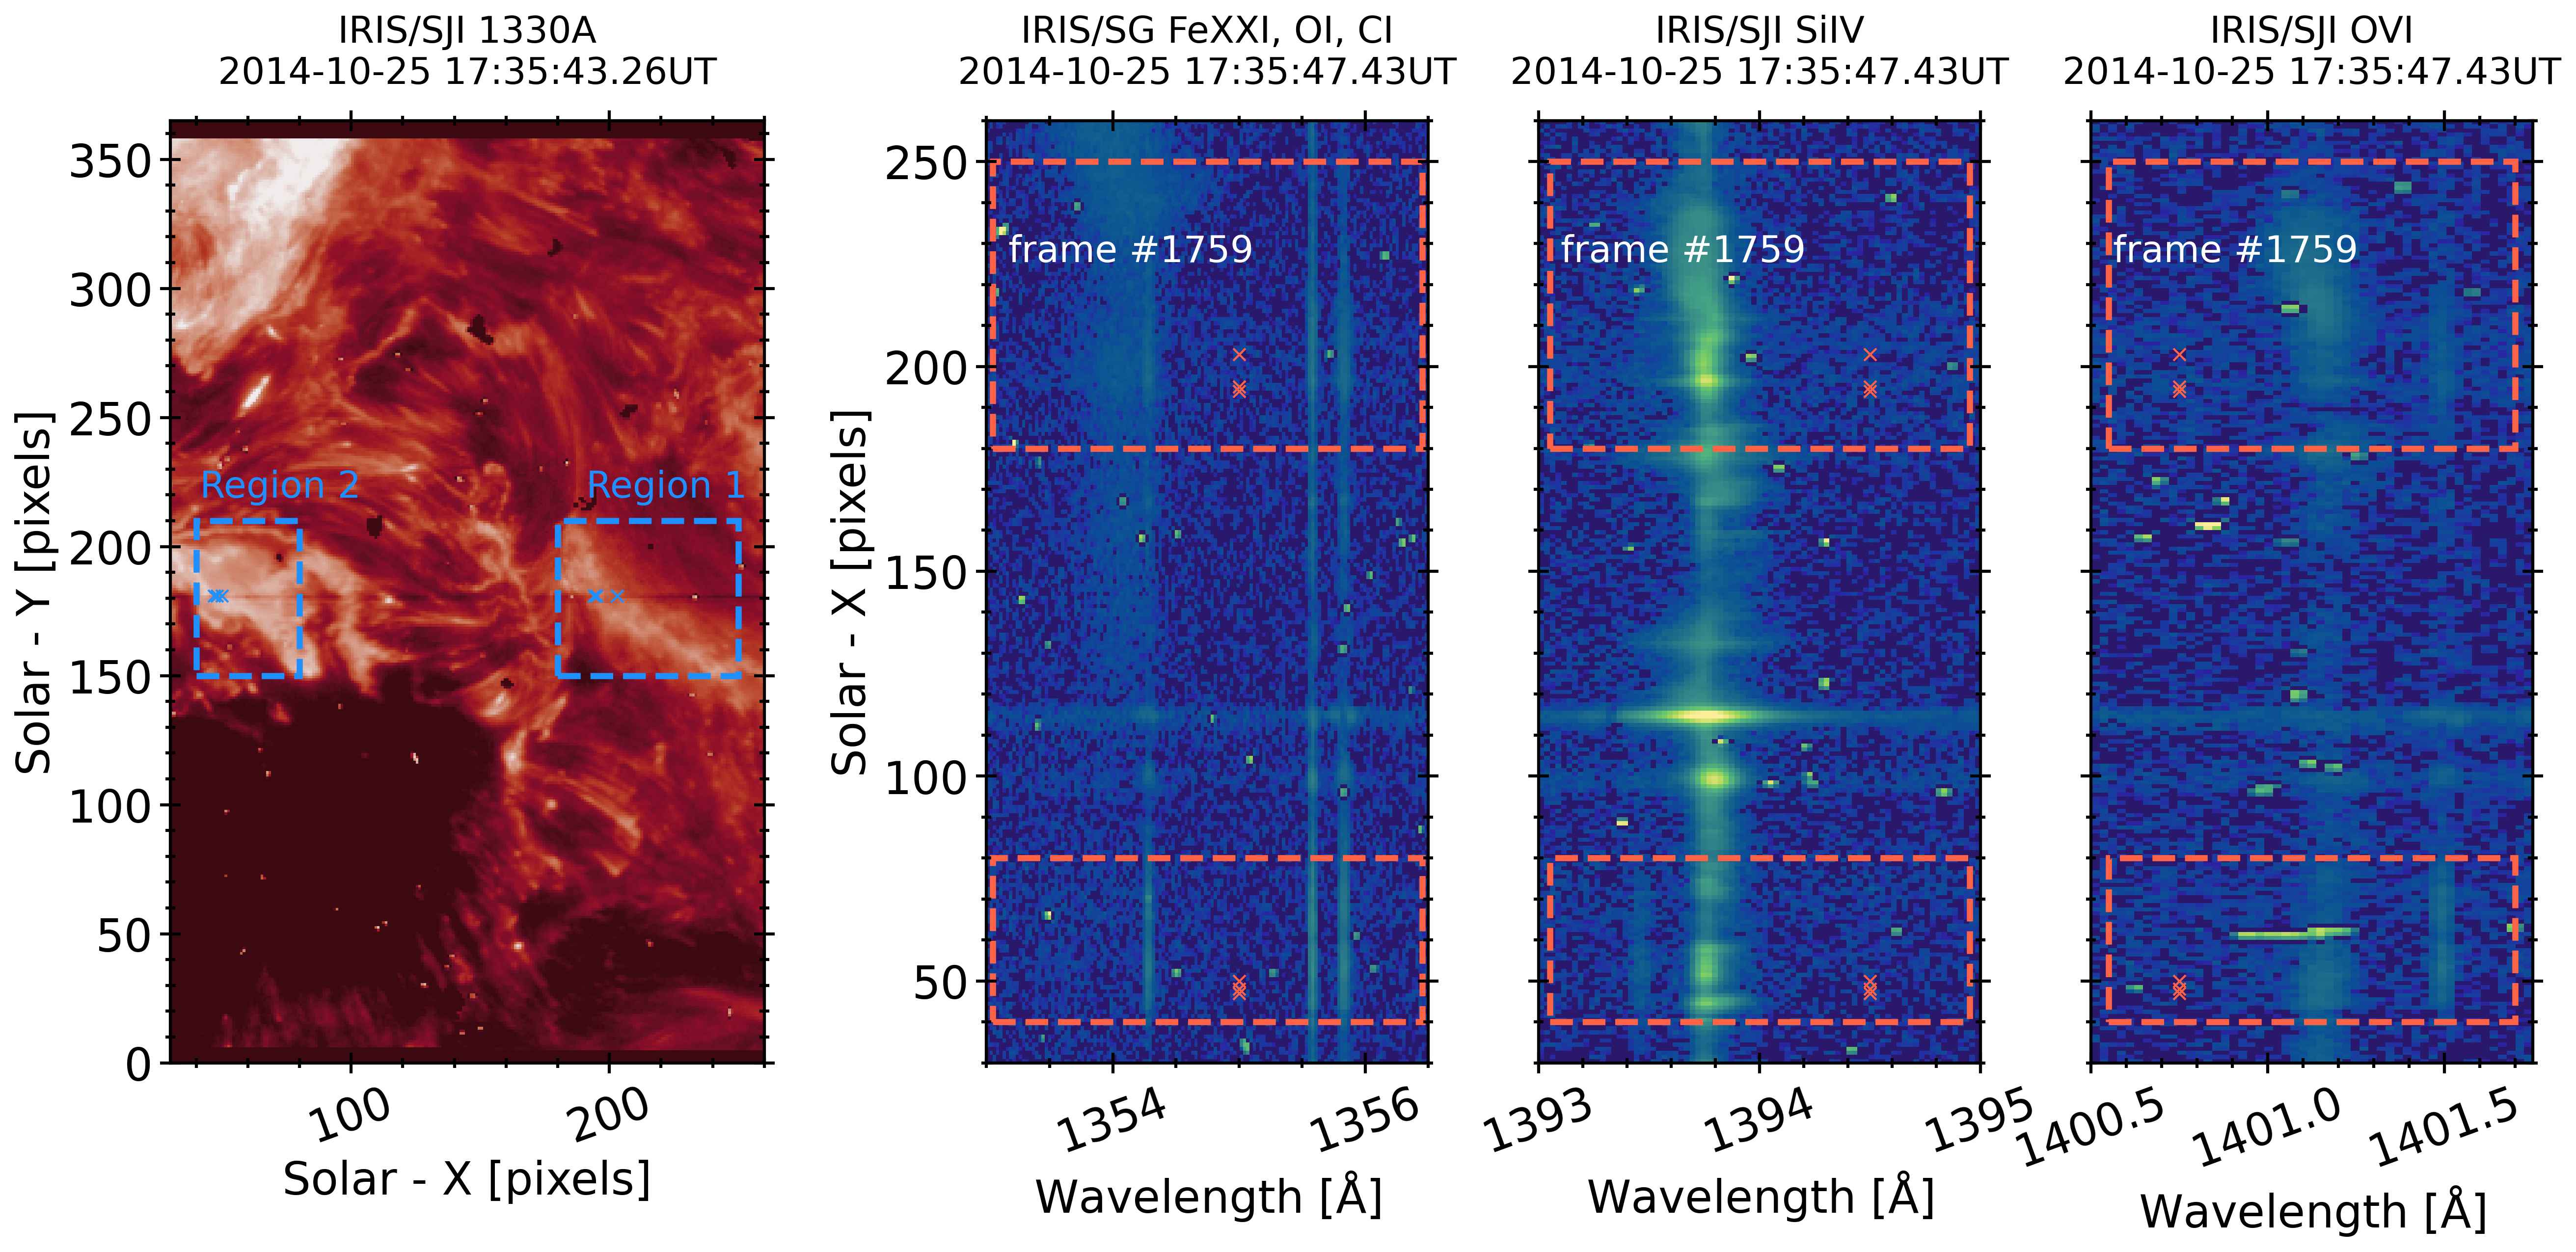 IRIS/SJI 1330A
2014-10-25 17:35:43.26UT
350
300
250
200
150
100
50
0
Solar - Y [pixels]
Region 2
Region 1
100
200
Solar - X [pixels]
IRIS/SG FeXXI, OI, CI
2014-10-25 17:35:47.43UT
250
200
150
100
50
Solar - X [pixels]
frame #1759
1354
1356
Wavelength [Å]
IRIS/SJI SiIV
2014-10-25 17:35:47.43UT
frame #1759
1393
1394
1395
Wavelength [Å]
IRIS/SJI OVI
2014-10-25 17:35:47.43UT
frame #1759
1400.5
1401.0
1401.5
Wavelength [Å]